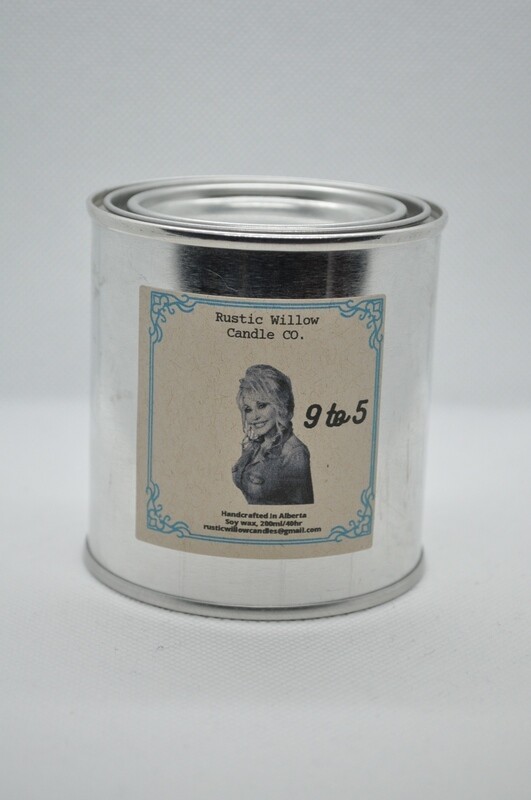 Rustic Willow
Candle CO.
9 to 5
Handcrafted in Alberta
Soy wax, 200ml/40hr
rusticwillowcandles@gmail.com